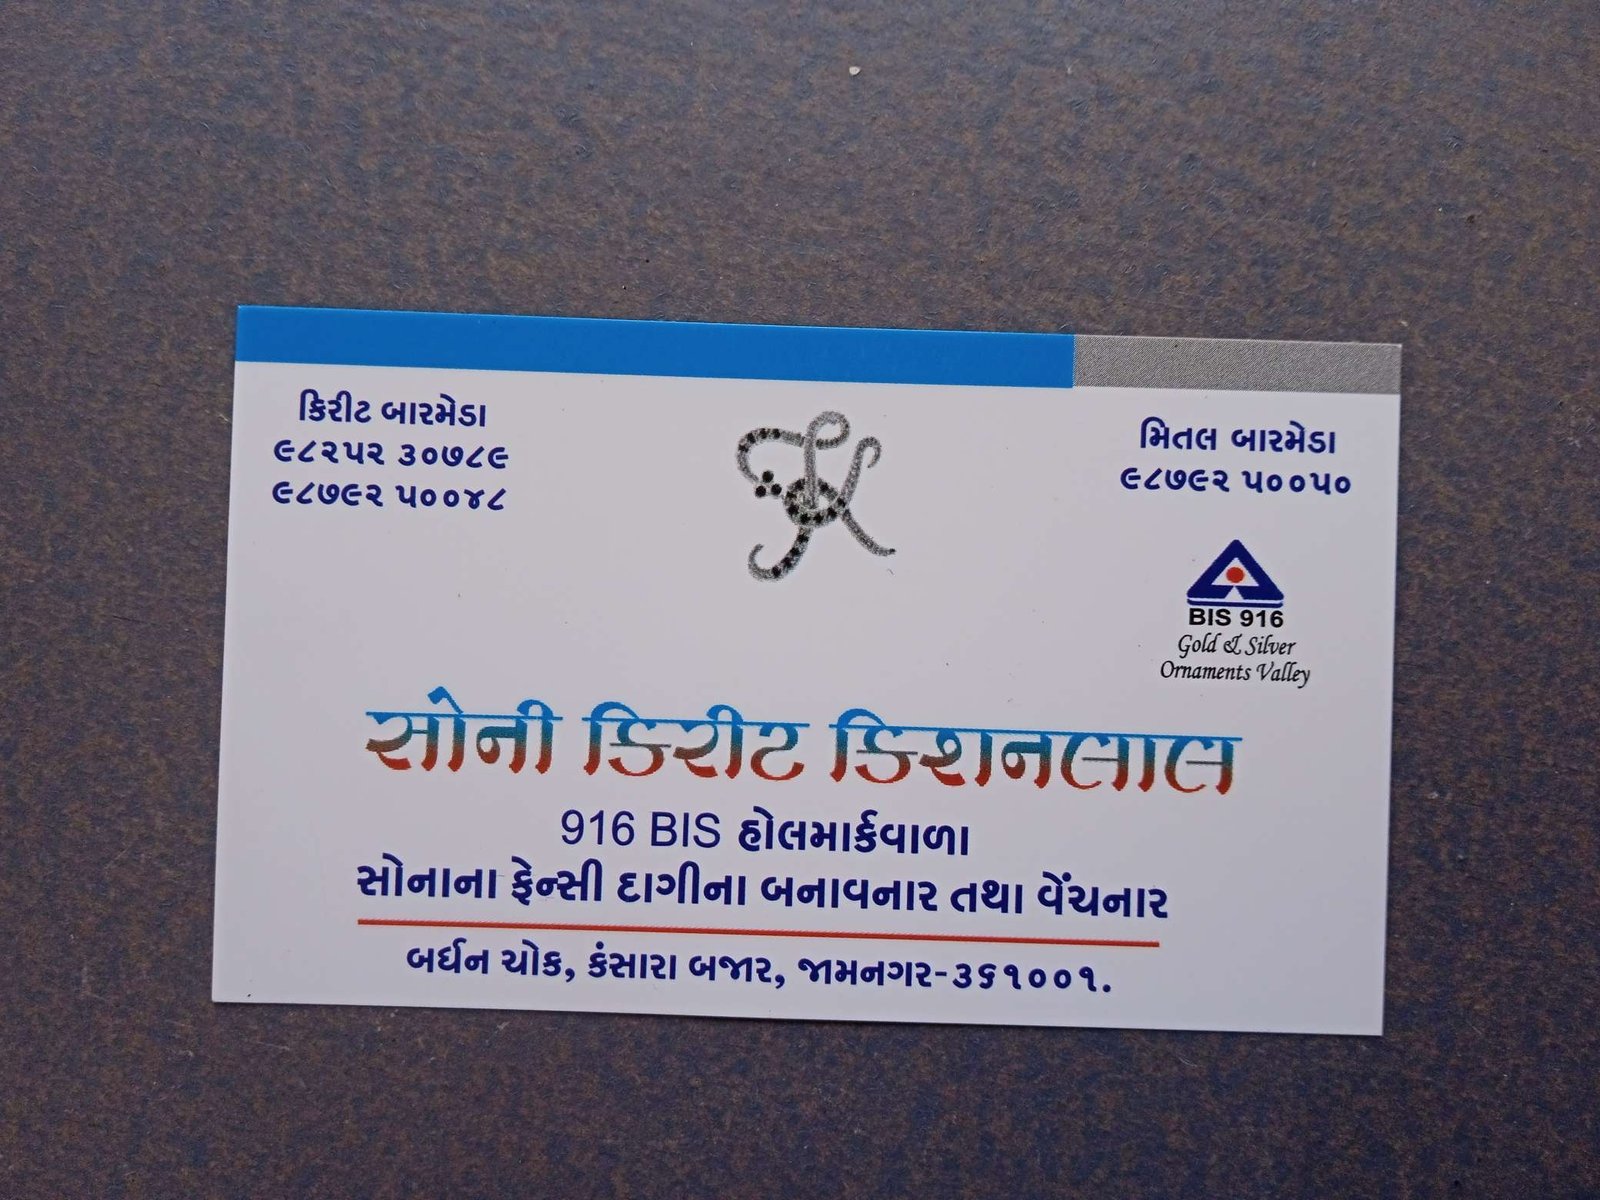 કિરીટ બારમેડા
૯૮૨૫૨ ૩૦૭૮૯
૯૮૭૯૨ ૫૦૦૪૮
મિતલ બારમેડા
૯૮૭૯૨ ૫૦૦૫૦
BIS 916
Gold & Silver
Ornaments Valley
સોની કિરીટ કિશનલાલ
916 BIS હોલમાર્કવાળા
સોનાના ફેન્સી દાગીના બનાવનાર તથા વેંચનાર
બર્ધન ચોક, કંસારા બજાર, જામનગર-૩૬૧૦૦૧.